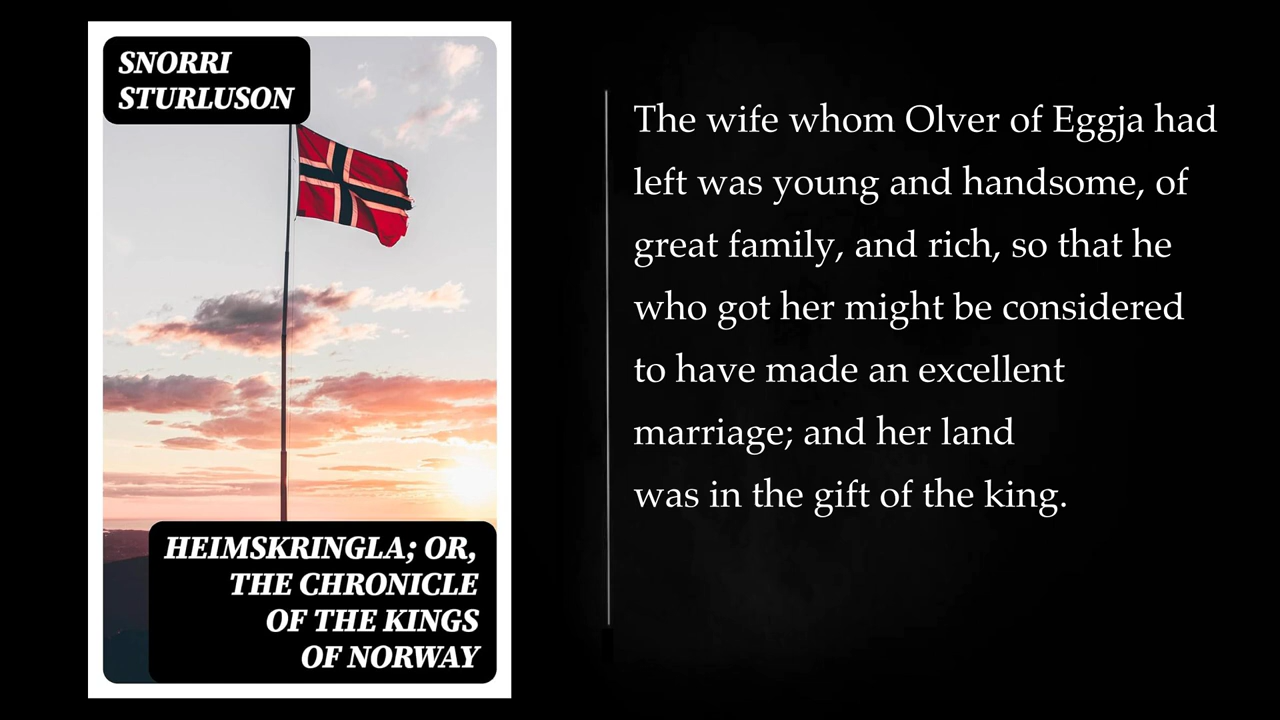 SNORRI
STURLUSON
HEIMSKRINGLA; OR,
THE CHRONICLE
OF THE KINGS
OF NORWAY
The wife whom Olver of Eggja had
left was young and handsome, of
great family, and rich, so that he
who got her might be considered
to have made an excellent
marriage; and her land
was in the gift of the king.